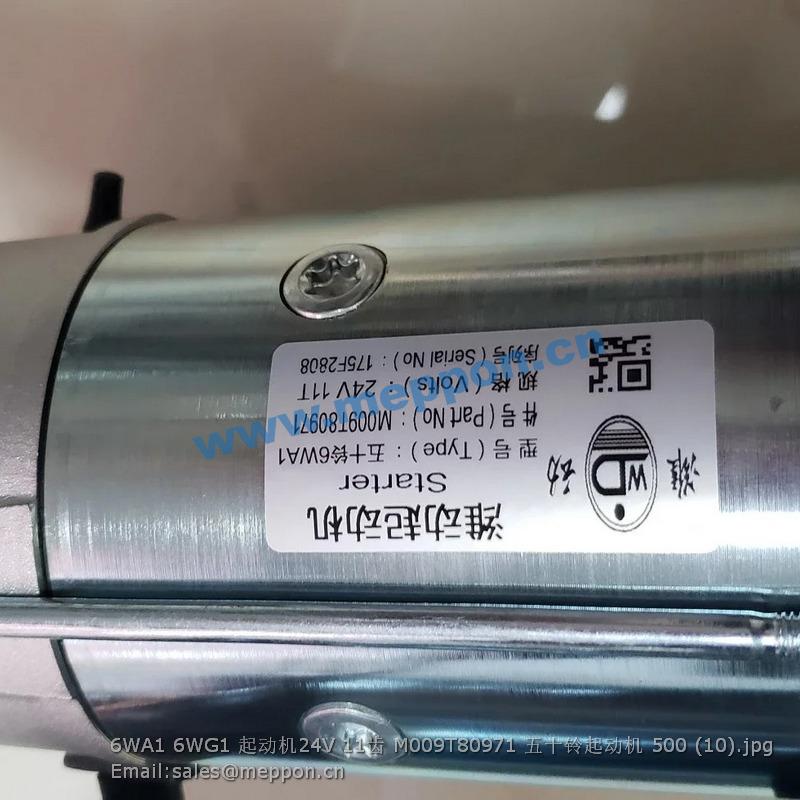 潍动起动机
Starter
型 号 ( Type ) : 五十铃6WA1
件 号 ( Part No ) : M009T80971
规 格 ( Volts ) : 24V 11T
序列号 ( Serial No ) : 175F2808
潍 WD 动
www.meppon.cn
6WA1 6WG1 起动机24V 11齿 M009T80971 五十铃起动机 500 (10).jpg
Email:sales@meppon.cn